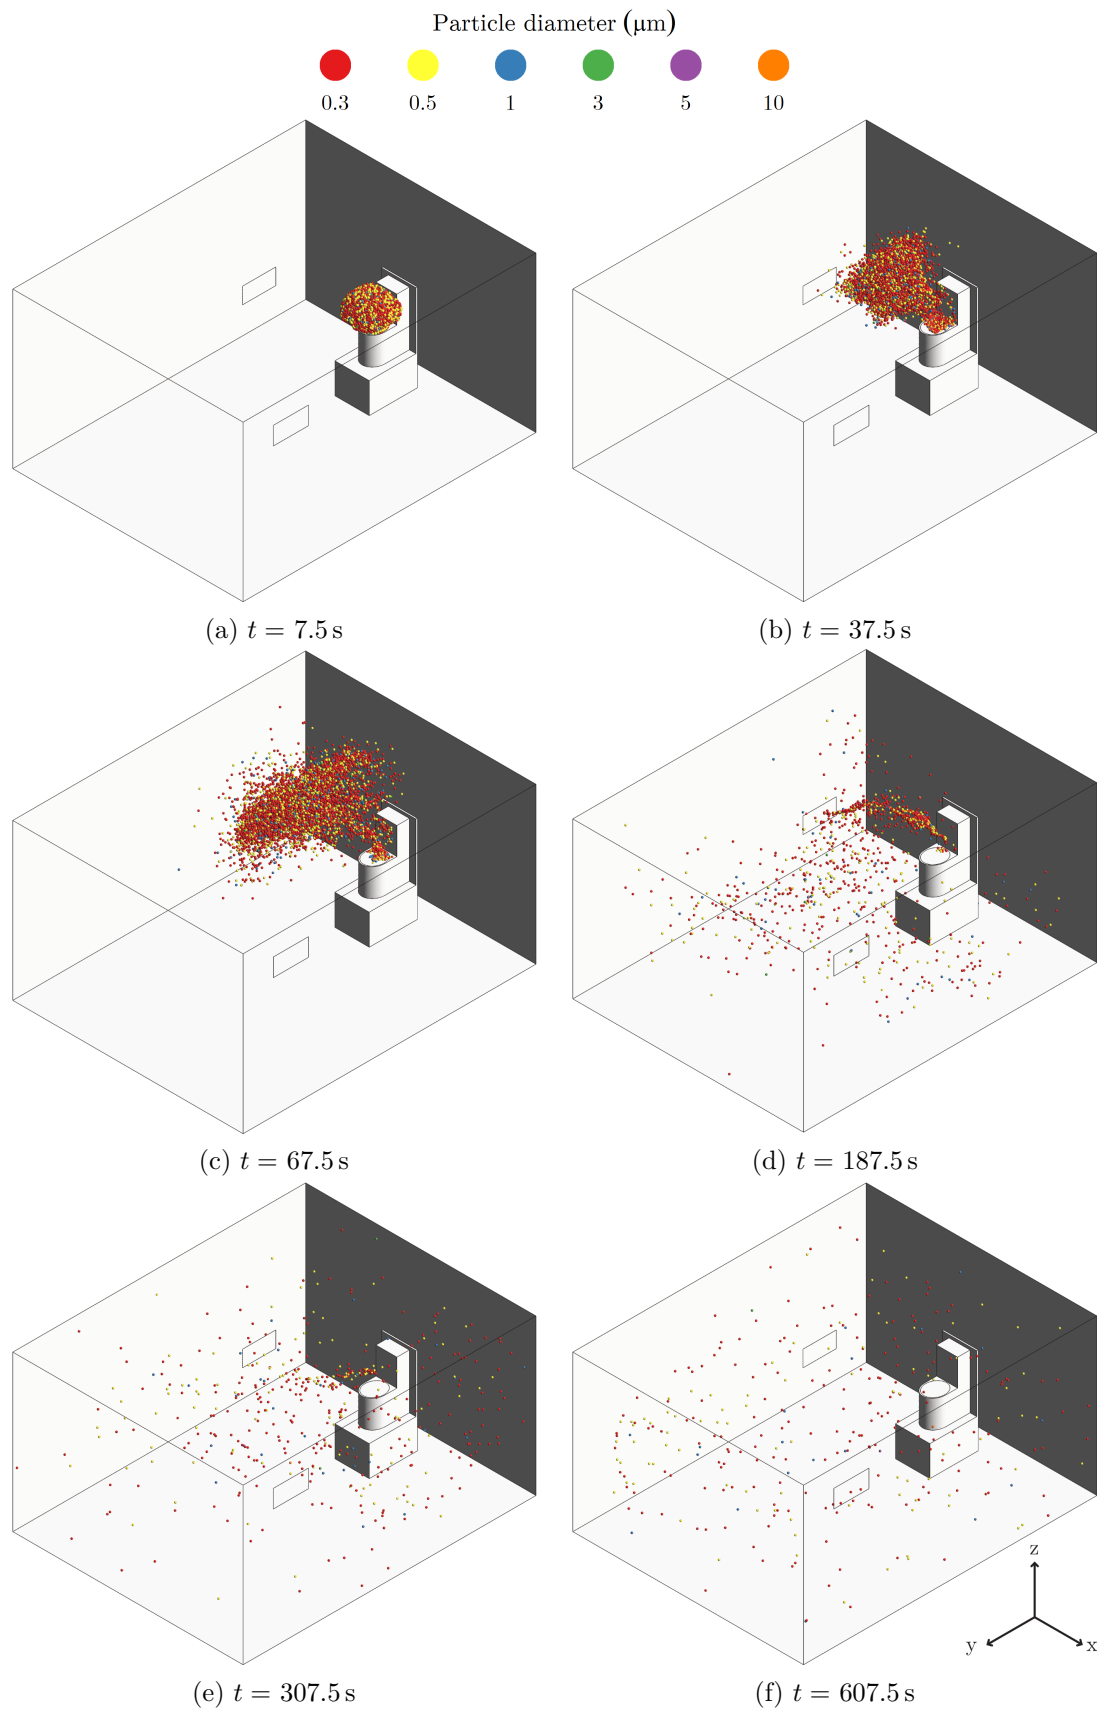 Particle diameter (μm)
0.3 0.5 1 3 5 10
(a) t = 7.5 s
(b) t = 37.5 s
(c) t = 67.5 s
(d) t = 187.5 s
z
y
x
(e) t = 307.5 s
(f) t = 607.5 s